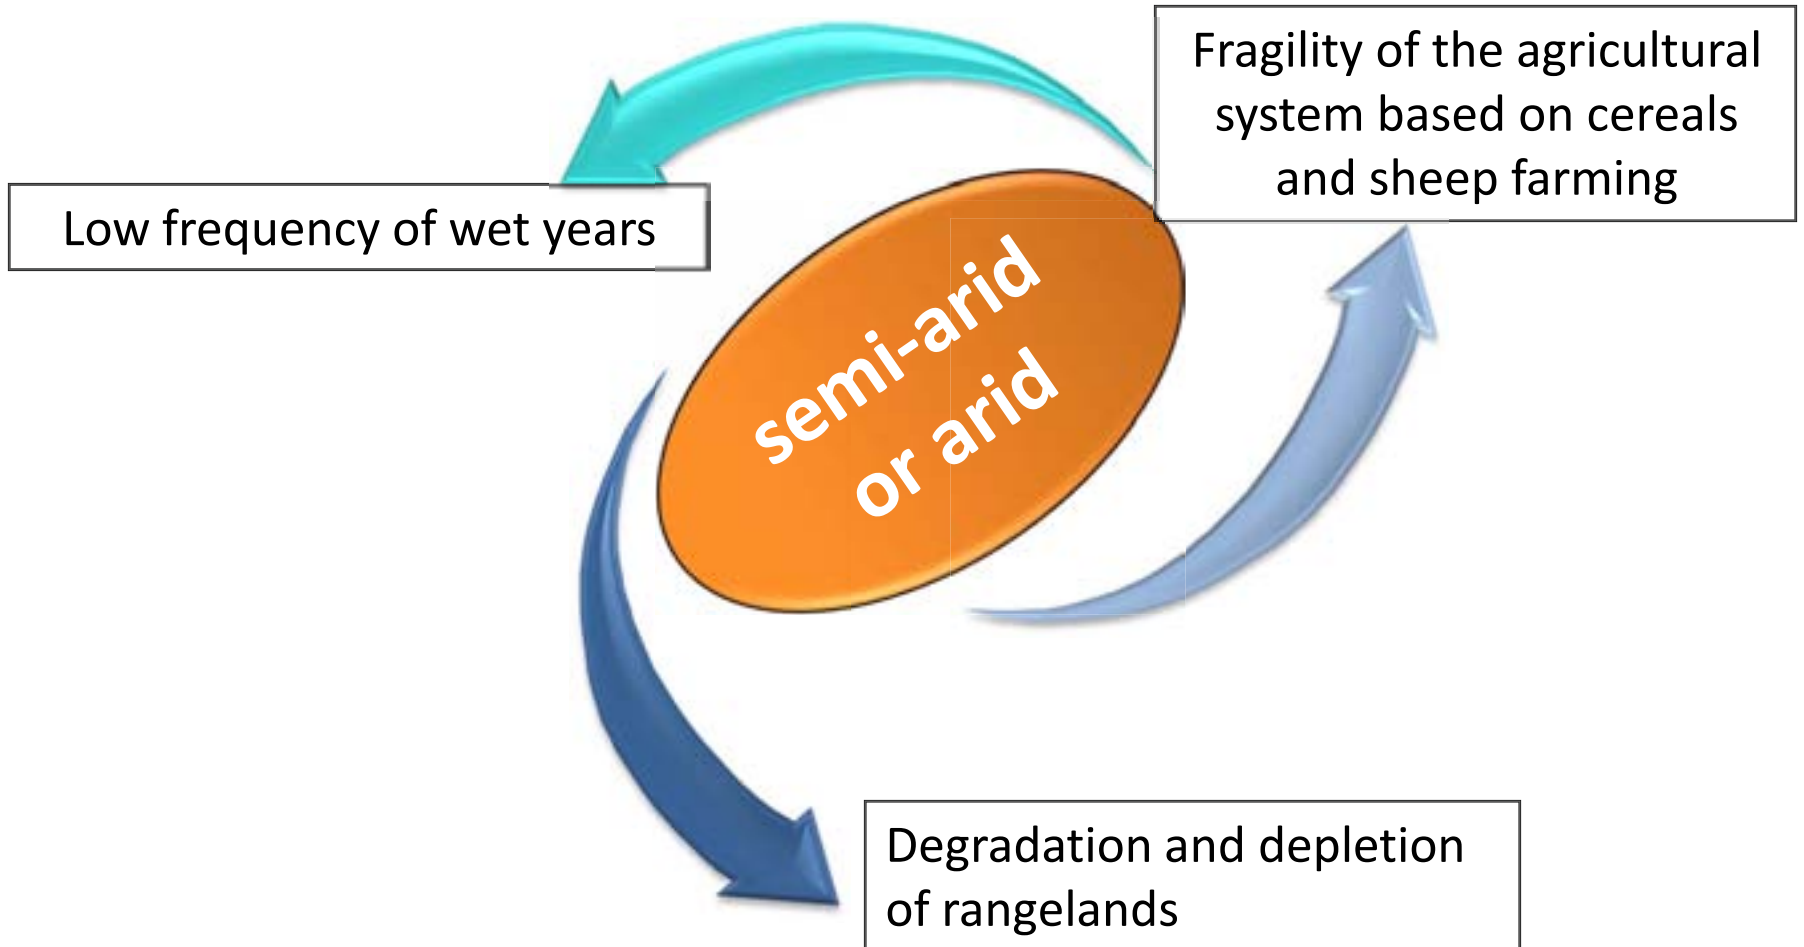 Fragility of the agricultural
system based on cereals
and sheep farming
Low frequency of wet years
semi-arid
or arid
Degradation and depletion
of rangelands